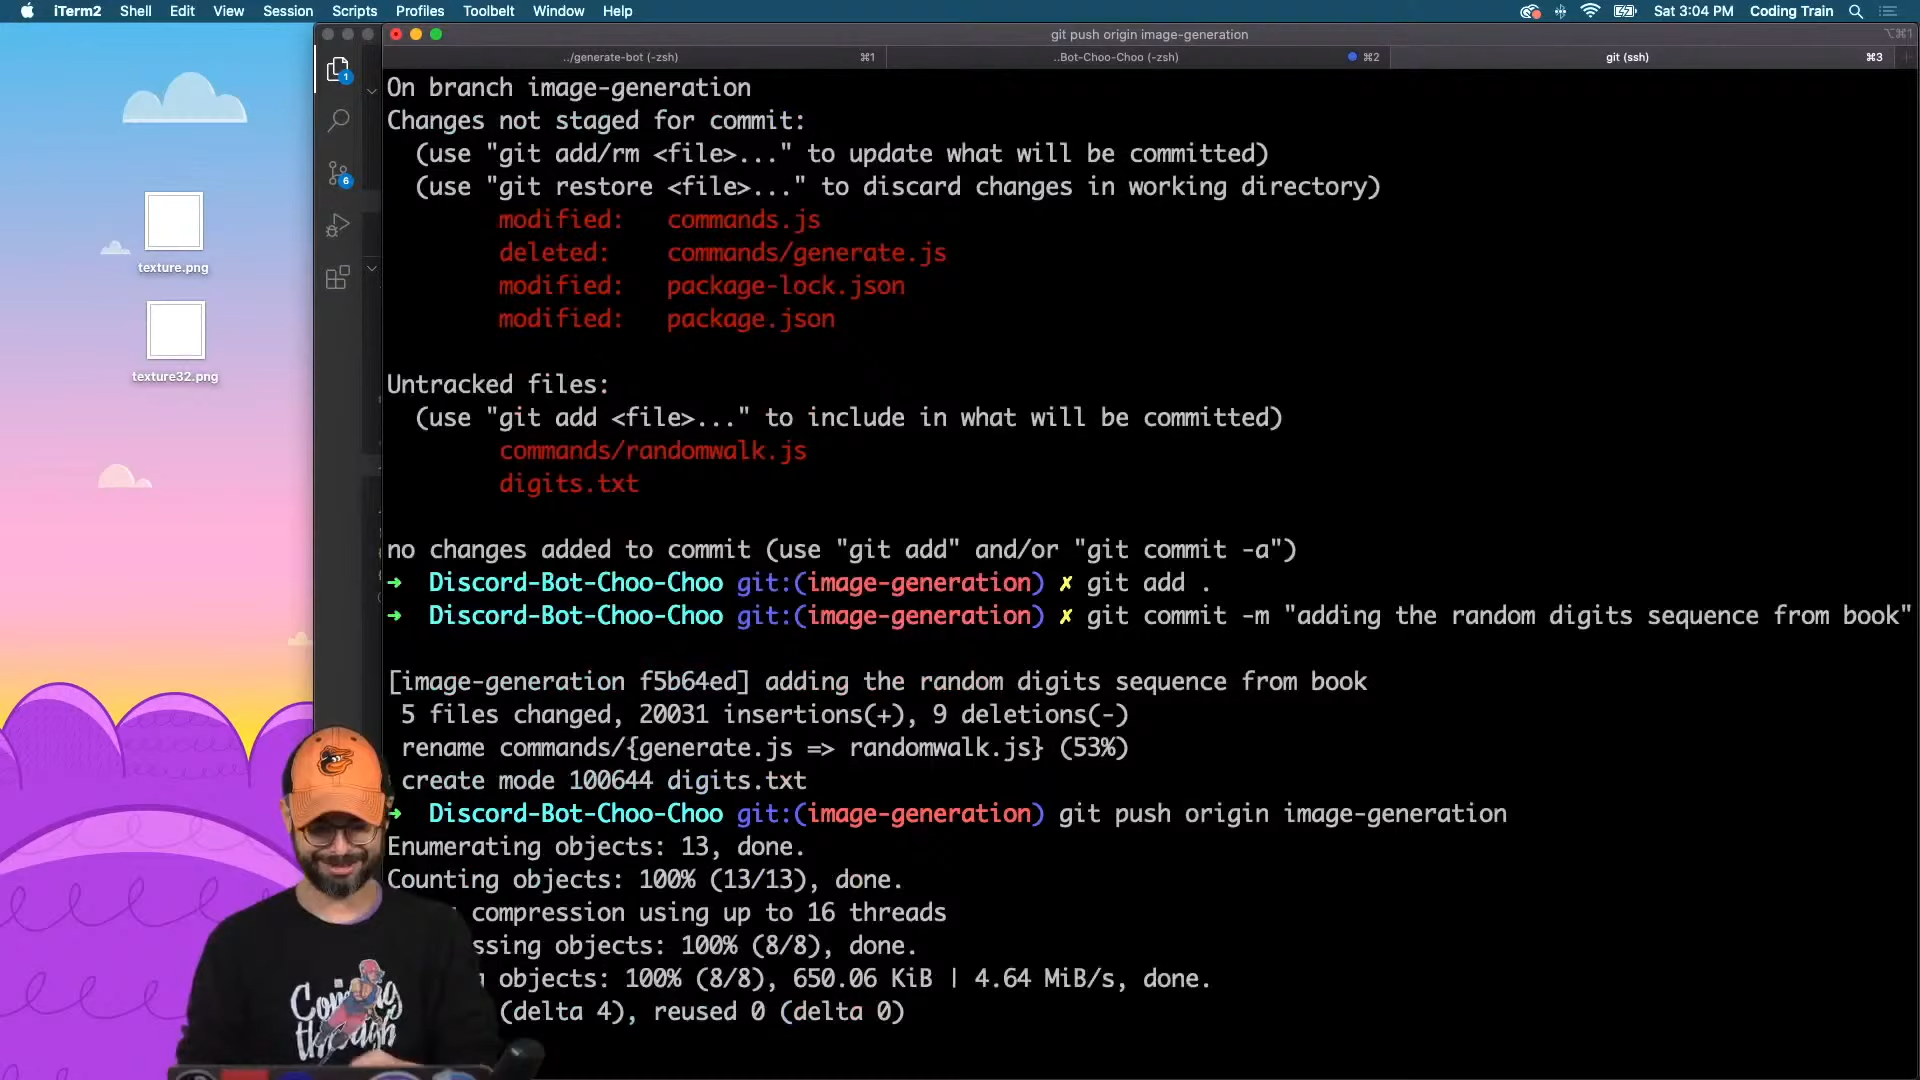 iTerm2 Shell Edit View Session Scripts Profiles Toolbelt Window Help Sat 3:04 PM Coding Train
git push origin image-generation ⌥⌘1
../generate-bot (-zsh) ⌘1 ..Bot-Choo-Choo (-zsh) ⌘2 git (ssh) ⌘3
1
6
texture.png
texture32.png
On branch image-generation
Changes not staged for commit:
(use "git add/rm <file>..." to update what will be committed)
(use "git restore <file>..." to discard changes in working directory)
modified: commands.js
deleted: commands/generate.js
modified: package-lock.json
modified: package.json
Untracked files:
(use "git add <file>..." to include in what will be committed)
commands/randomwalk.js
digits.txt
no changes added to commit (use "git add" and/or "git commit -a")
➜ Discord-Bot-Choo-Choo git:(image-generation) ✗ git add .
➜ Discord-Bot-Choo-Choo git:(image-generation) ✗ git commit -m "adding the random digits sequence from book"
[image-generation f5b64ed] adding the random digits sequence from book
5 files changed, 20031 insertions(+), 9 deletions(-)
rename commands/{generate.js => randomwalk.js} (53%)
create mode 100644 digits.txt
➜ Discord-Bot-Choo-Choo git:(image-generation) git push origin image-generation
Enumerating objects: 13, done.
Counting objects: 100% (13/13), done.
compression using up to 16 threads
ssing objects: 100% (8/8), done.
objects: 100% (8/8), 650.06 KiB | 4.64 MiB/s, done.
(delta 4), reused 0 (delta 0)